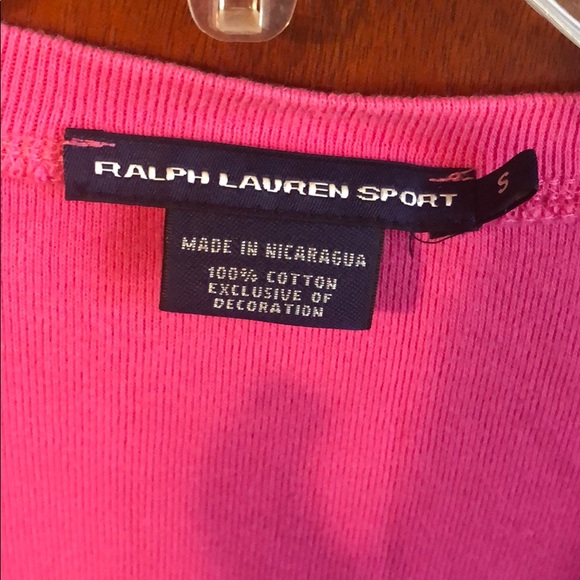 RALPH LAUREN SPORT
S
MADE IN NICARAGUA
100% COTTON
EXCLUSIVE OF
DECORATION